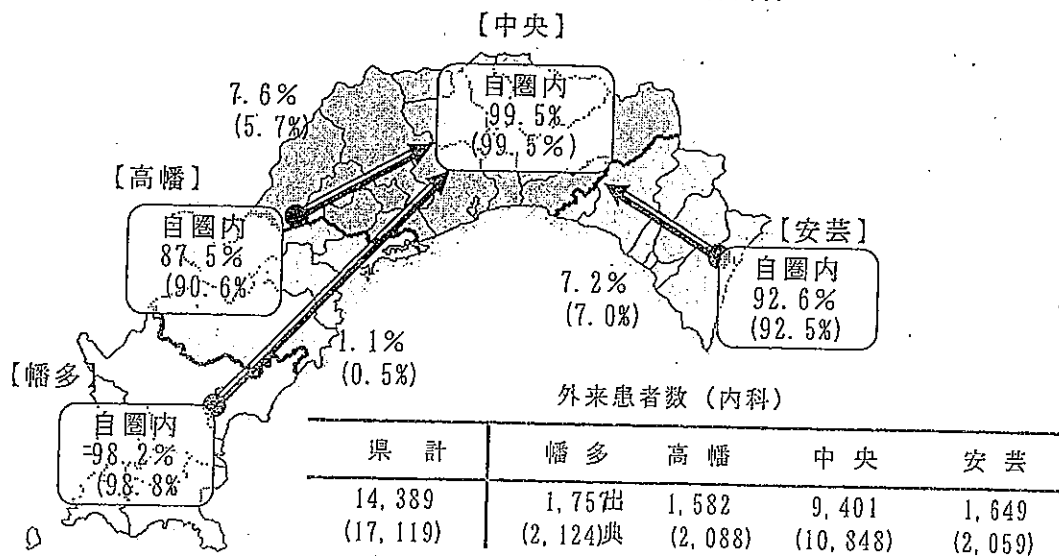 【中央】
自圏内
99.5%
(99.5%)
7.6%
(5.7%)
【高幡】
自圏内
87.5%
(90.6%
【安芸】
自圏内
92.6%
(92.5%)
7.2%
(7.0%)
1.1%
(0.5%)
【幡多】
自圏内
98.2%
(98.8%
外来患者数(内科)
県計 幡多 高幡 中央 安芸
14,389 1,757出 1,582 9,401 1,649
(17,119) (2,124)典 (2,088) (10,848) (2,059)